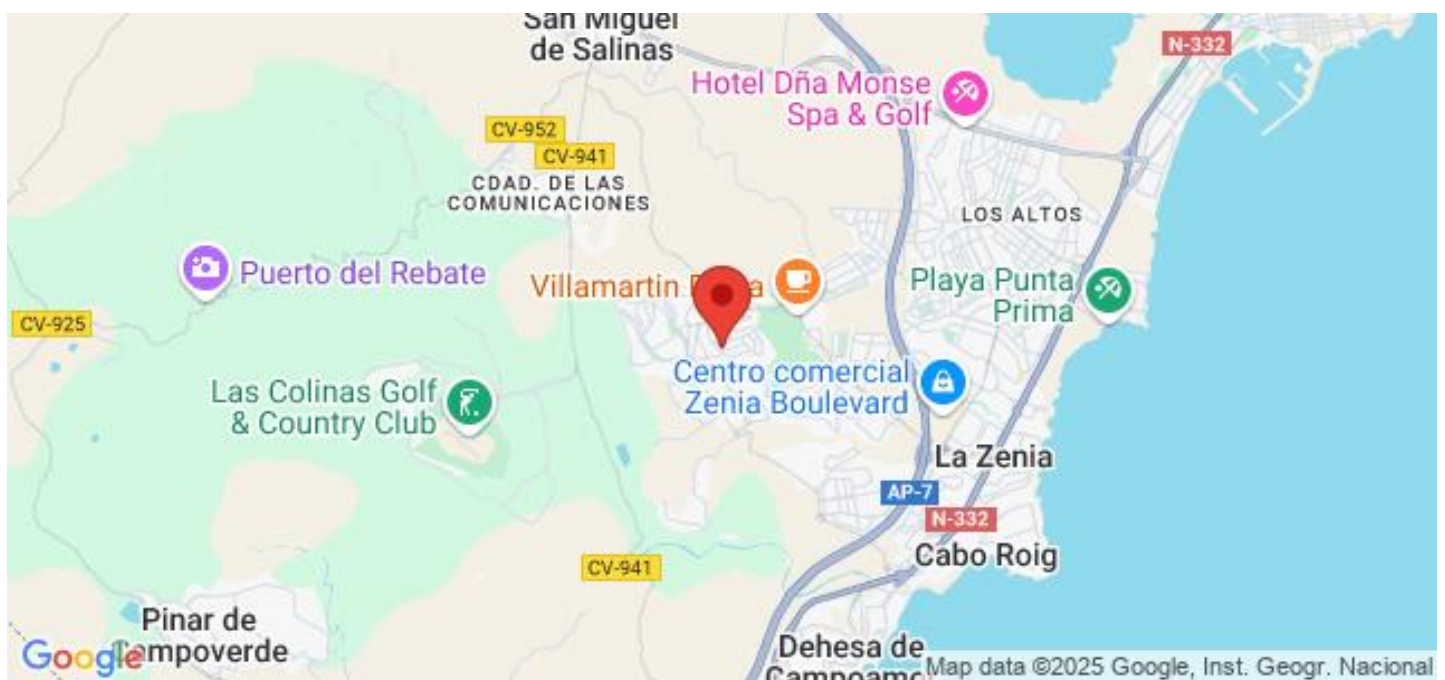 San Miguel
de Salinas
N-332
Hotel Dña Monse
Spa & Golf
CV-952
CV-941
CDAD. DE LAS
COMUNICACIONES
LOS ALTOS
Puerto del Rebate
Villamartin
Playa Punta
Prima
CV-925
Centro comercial
Zenia Boulevard
Las Colinas Golf
& Country Club
La Zenia
AP-7
N-332
Cabo Roig
CV-941
Pinar de
Campoverde
Dehesa de
Campoamor
Google
Map data ©2025 Google, Inst. Geogr. Nacional